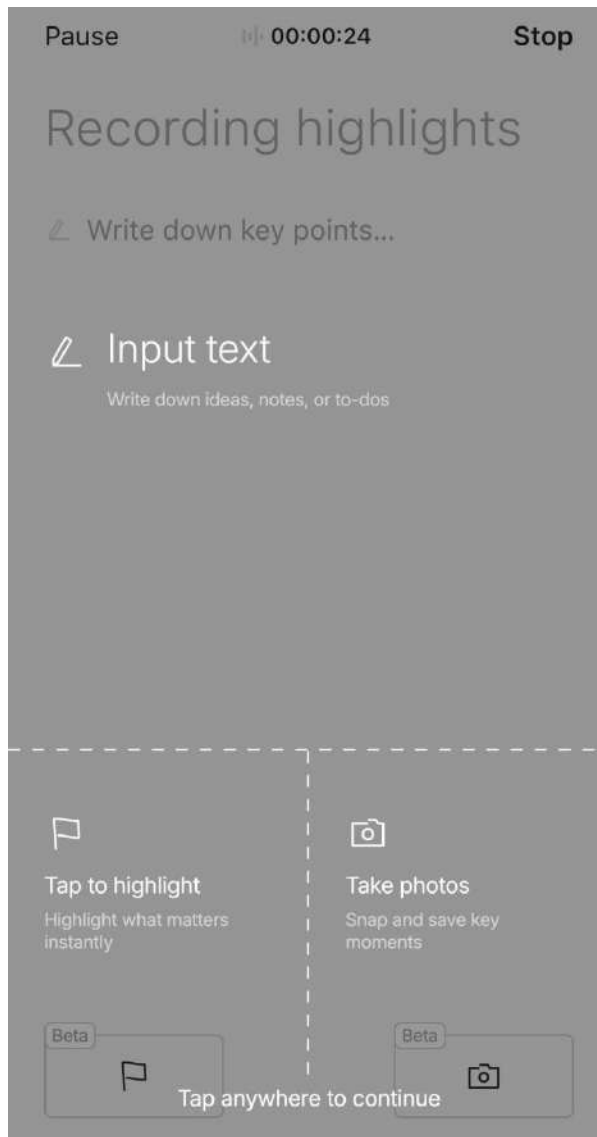 Pause 00:00:24 Stop
Recording highlights
Write down key points...
Input text
Write down ideas, notes, or to-dos
Tap to highlight
Highlight what matters
instantly
Take photos
Snap and save key
moments
Beta
Beta
Tap anywhere to continue